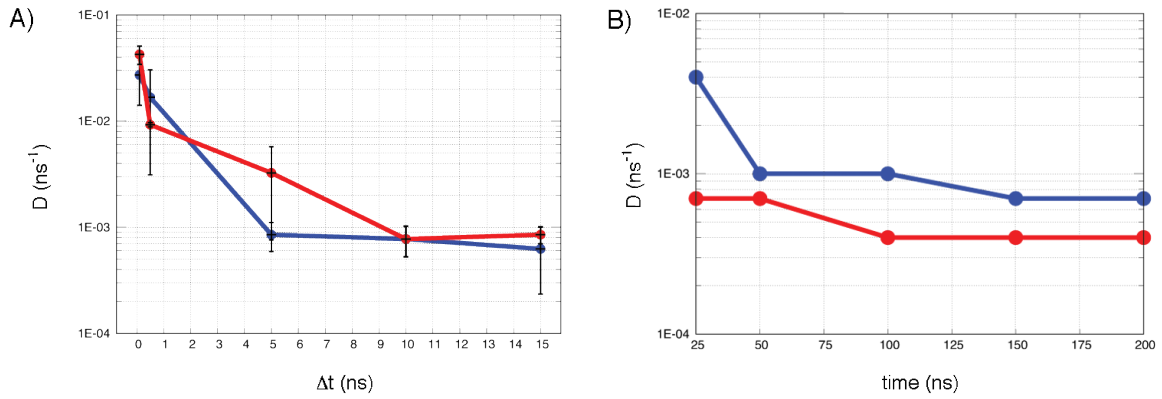 A)
1E-01
1E-02
1E-03
1E-04
D (ns⁻¹)
0 1 2 3 4 5 6 7 8 9 10 11 12 13 14 15
Δt (ns)
B)
1E-02
1E-03
1E-04
D (ns⁻¹)
25 50 75 100 125 150 175 200
time (ns)